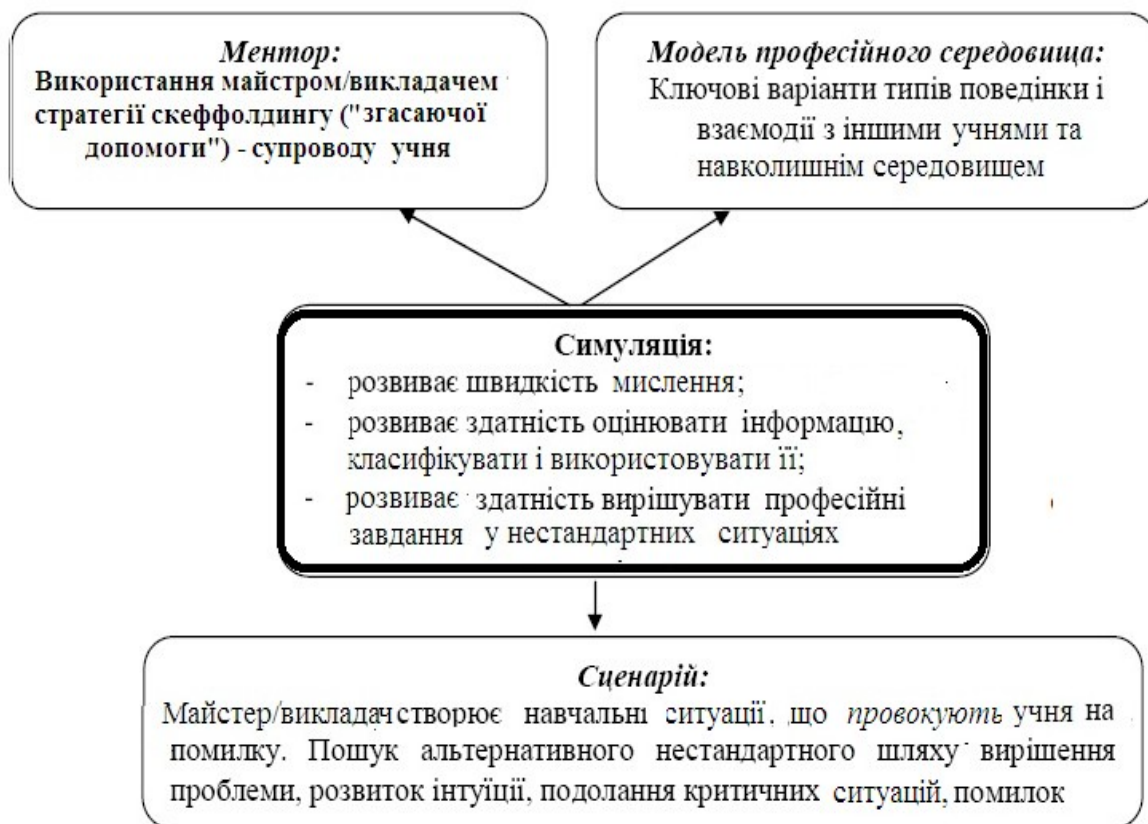 Ментор:
Використання майстром/викладачем
стратегії скеффолдингу ("згасаючої
допомоги") - супроводу учня
Модель професійного середовища:
Ключові варіанти типів поведінки і
взаємодії з іншими учнями та
навколишнім середовищем
Симуляція:
- розвиває швидкість мислення;
- розвиває здатність оцінювати інформацію,
класифікувати і використовувати її;
- розвиває здатність вирішувати професійні
завдання у нестандартних ситуаціях
Сценарій:
Майстер/викладач створює навчальні ситуації, що провокують учня на
помилку. Пошук альтернативного нестандартного шляху вирішення
проблеми, розвиток інтуїції, подолання критичних ситуацій, помилок